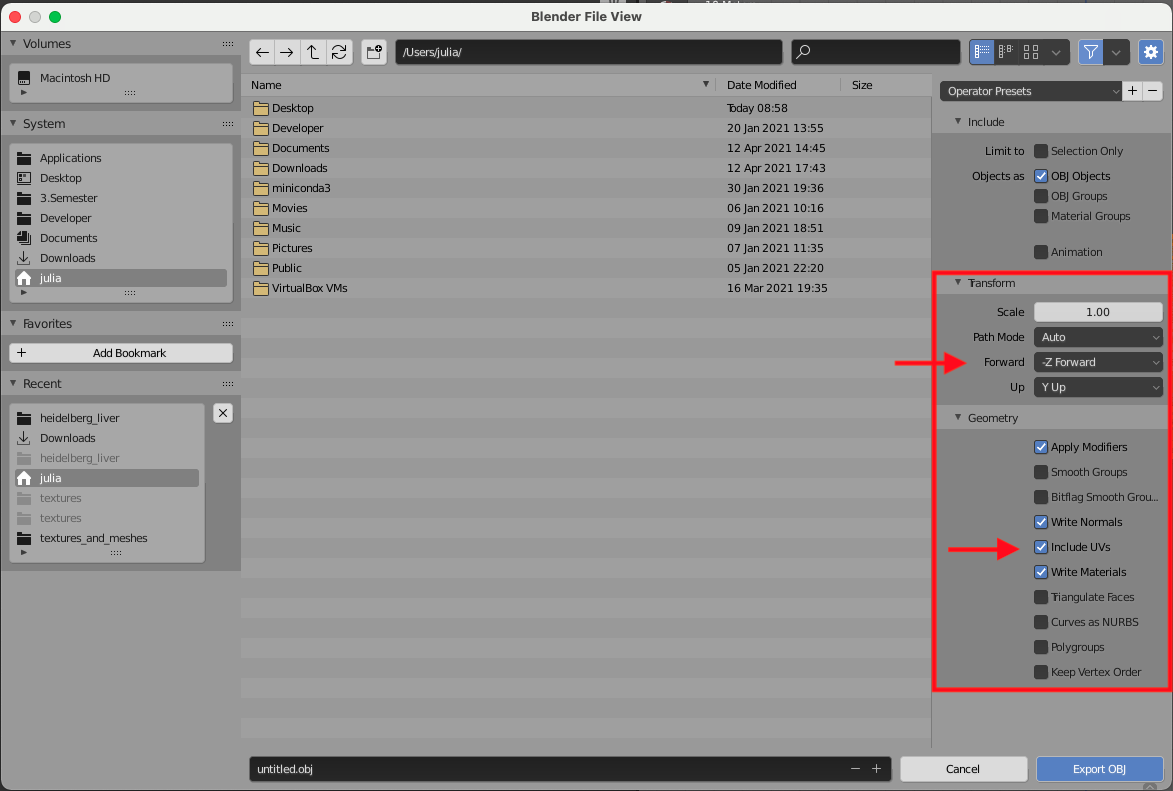 Blender File View
Volumes
Macintosh HD
System
Applications
Desktop
3.Semester
Developer
Documents
Downloads
julia
Favorites
Add Bookmark
Recent
heidelberg_liver
Downloads
heidelberg_liver
julia
textures
textures
textures_and_meshes
/Users/julia/
Name Date Modified Size
Desktop Today 08:58
Developer 20 Jan 2021 13:55
Documents 12 Apr 2021 14:45
Downloads 12 Apr 2021 17:43
miniconda3 30 Jan 2021 19:36
Movies 06 Jan 2021 10:16
Music 09 Jan 2021 18:51
Pictures 07 Jan 2021 11:35
Public 05 Jan 2021 22:20
VirtualBox VMs 16 Mar 2021 19:35
Operator Presets
Include
Limit to Selection Only
Objects as OBJ Objects
OBJ Groups
Material Groups
Animation
Transform
Scale 1.00
Path Mode Auto
Forward -Z Forward
Up Y Up
Geometry
Apply Modifiers
Smooth Groups
Bitflag Smooth Grou...
Write Normals
Include UVs
Write Materials
Triangulate Faces
Curves as NURBS
Polygroups
Keep Vertex Order
untitled.obj
Cancel
Export OBJ